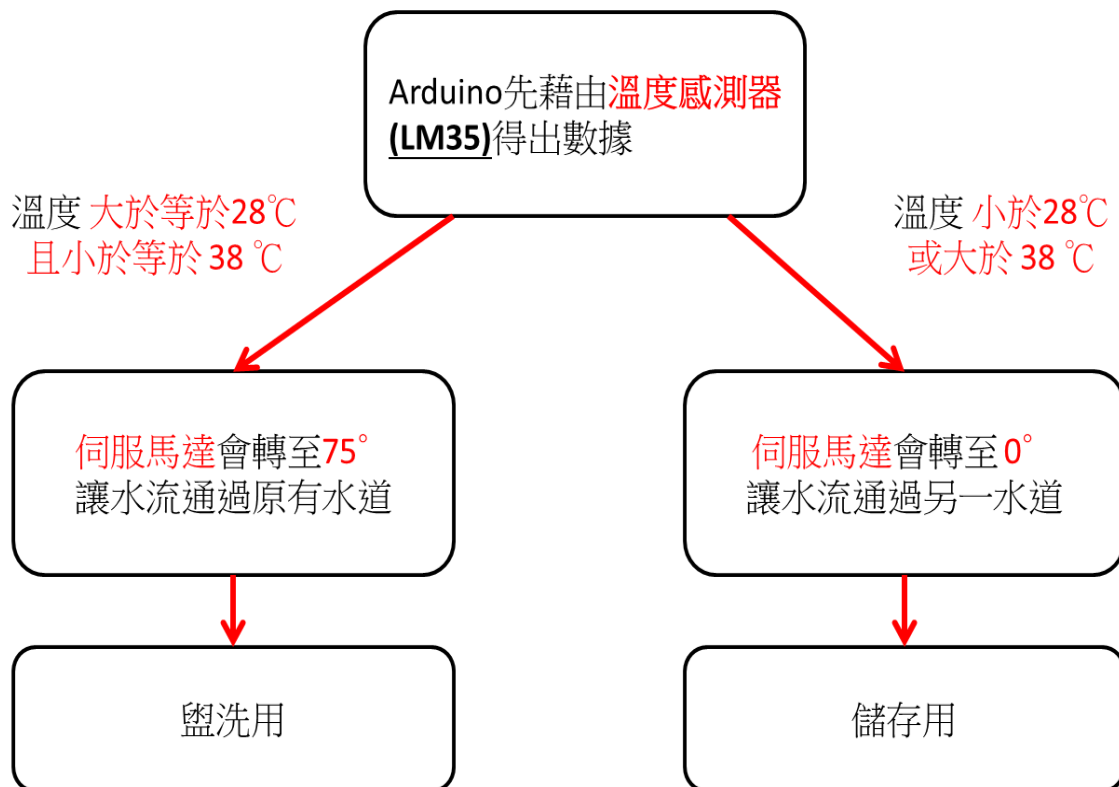 Arduino先藉由溫度感測器
(LM35)得出數據
溫度 大於等於28℃
且小於等於 38 ℃
溫度 小於28℃
或大於 38 ℃
伺服馬達會轉至75°
讓水流通過原有水道
伺服馬達會轉至 0°
讓水流通過另一水道
盥洗用
儲存用